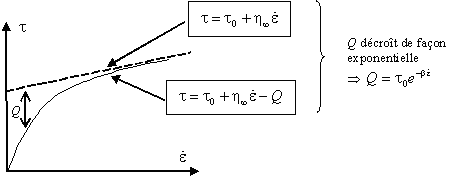 τ
τ = τ₀ + η∞ ε̇
Q décroît de façon
exponentielle
⇒ Q = τ₀e^−βε̇
τ = τ₀ + η∞ ε̇ − Q
Q
ε̇